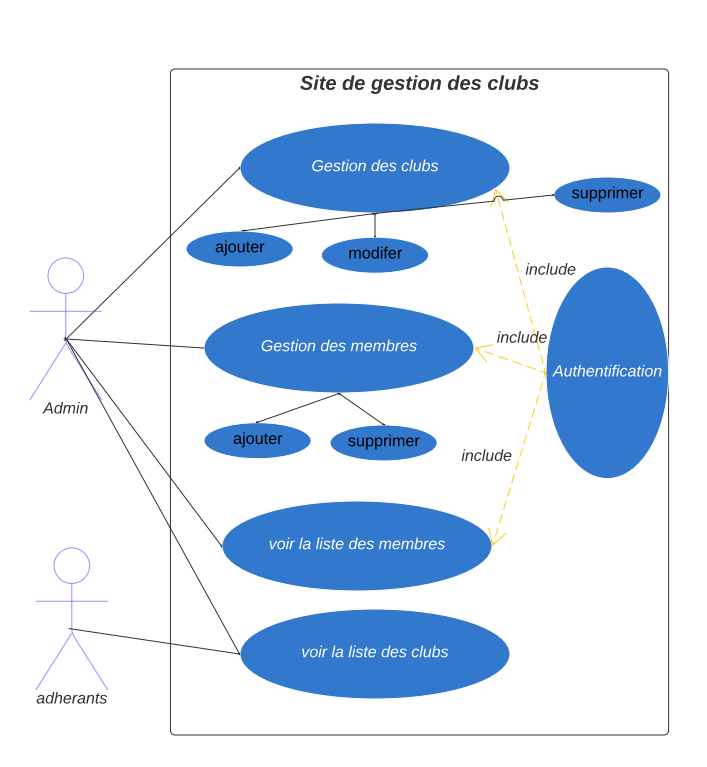 Site de gestion des clubs
Gestion des clubs
supprimer
ajouter
modifer
include
include
Gestion des membres
Authentification
Admin
ajouter
supprimer
include
voir la liste des membres
voir la liste des clubs
adherants